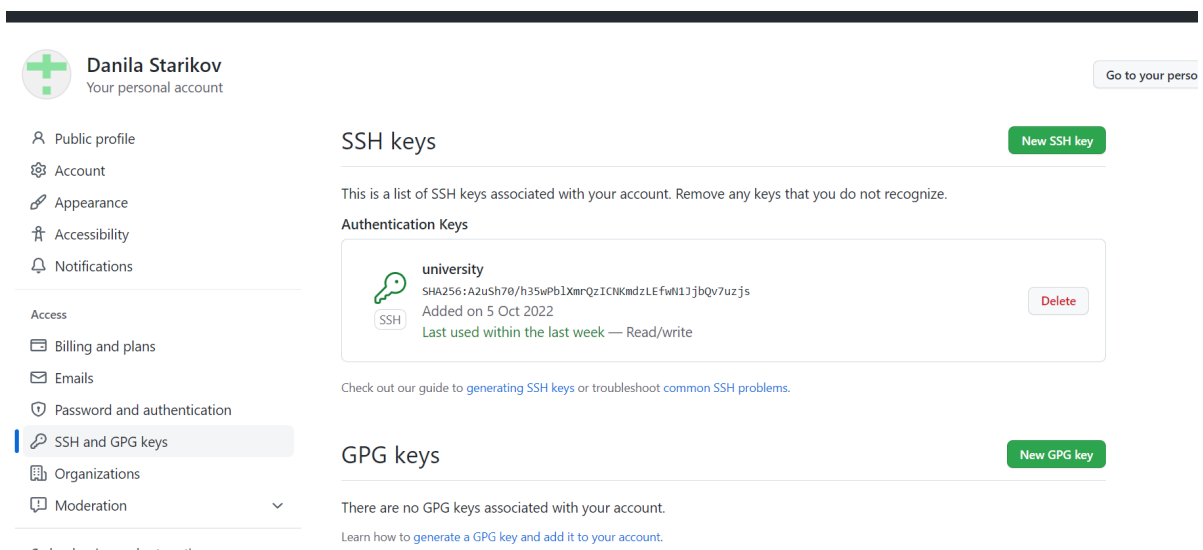 Danila Starikov
Your personal account
Go to your perso
Public profile
Account
Appearance
Accessibility
Notifications
Access
Billing and plans
Emails
Password and authentication
SSH and GPG keys
Organizations
Moderation
SSH keys
New SSH key
This is a list of SSH keys associated with your account. Remove any keys that you do not recognize.
Authentication Keys
university
SHA256:A2uSh70/h35wPblXmrQzICNKmdzLEfwN1JjbQv7uzjs
SSH
Added on 5 Oct 2022
Last used within the last week — Read/write
Delete
Check out our guide to generating SSH keys or troubleshoot common SSH problems.
GPG keys
New GPG key
There are no GPG keys associated with your account.
Learn how to generate a GPG key and add it to your account.